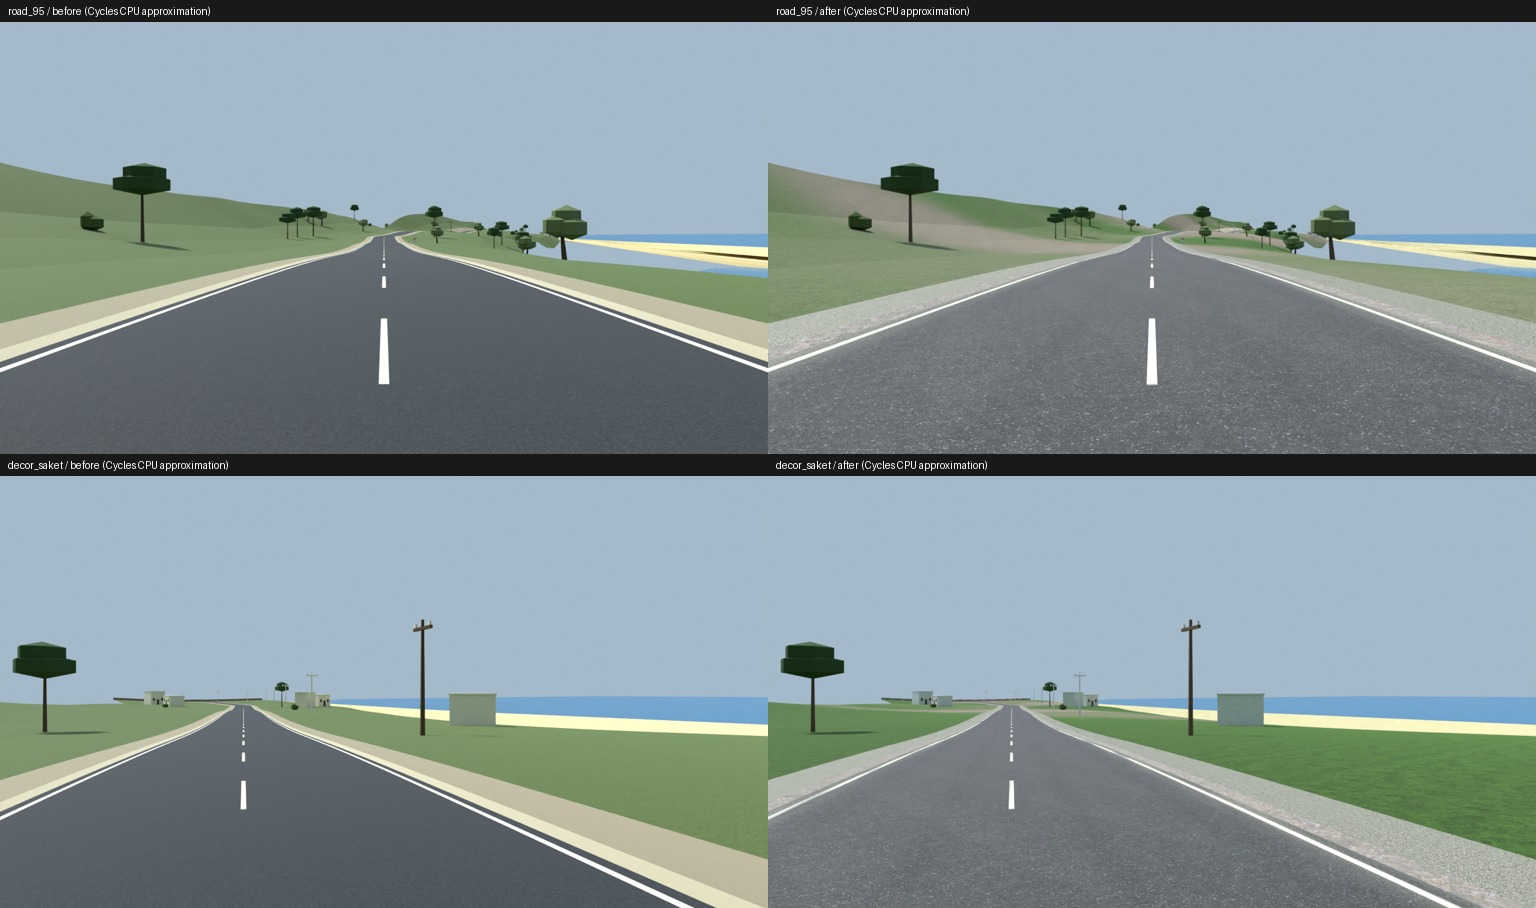 road_95 / before (Cycles CPU approximation)
road_95 / after (Cycles CPU approximation)
decor_saket / before (Cycles CPU approximation)
decor_saket / after (Cycles CPU approximation)